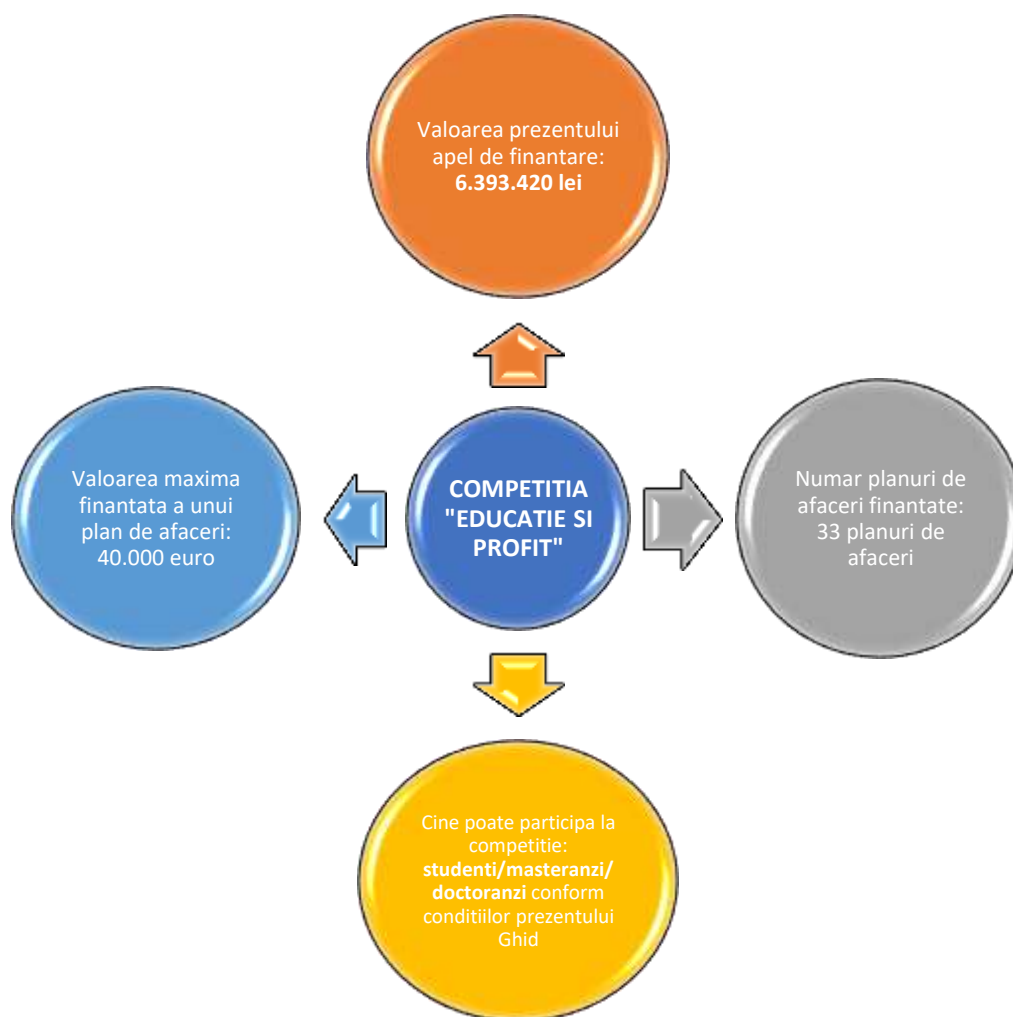 Valoarea prezentului
apel de finantare:
6.393.420 lei
Valoarea maxima
finantata a unui
plan de afaceri:
40.000 euro
COMPETITIA
"EDUCATIE SI
PROFIT"
Numar planuri de
afaceri finantate:
33 planuri de
afaceri
Cine poate participa la
competitie:
studenti/masteranzi/
doctoranzi conform
conditiilor prezentului
Ghid